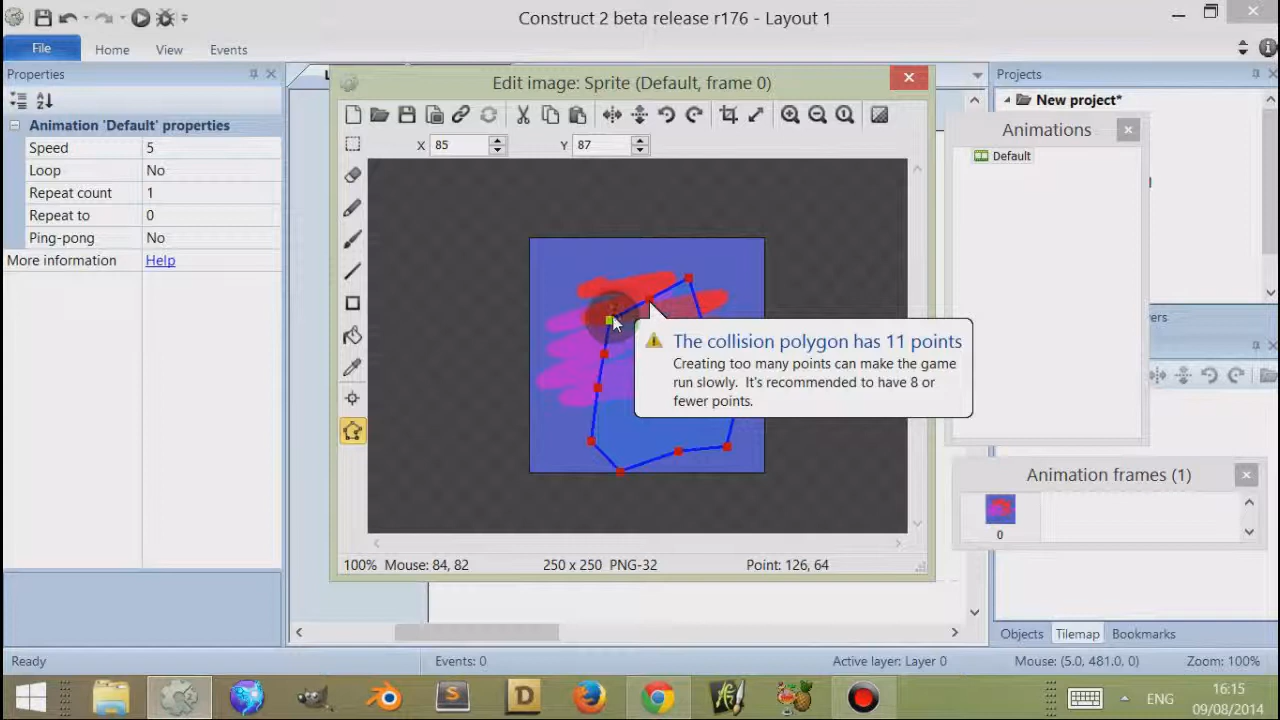 Construct 2 beta release r176 - Layout 1
File
Home
View
Events
Properties
Animation 'Default' properties
Speed 5
Loop No
Repeat count 1
Repeat to 0
Ping-pong No
More information Help
Edit image: Sprite (Default, frame 0)
X 85 Y 87
The collision polygon has 11 points
Creating too many points can make the game
run slowly. It's recommended to have 8 or
fewer points.
100% Mouse: 84, 82 250 x 250 PNG-32 Point: 126, 64
Projects
New project*
Animations
Default
Animation frames (1)
0
Objects Tilemap Bookmarks
Ready Events: 0 Active layer: Layer 0 Mouse: (5.0, 481.0, 0) Zoom: 100%
ENG
16:15
09/08/2014